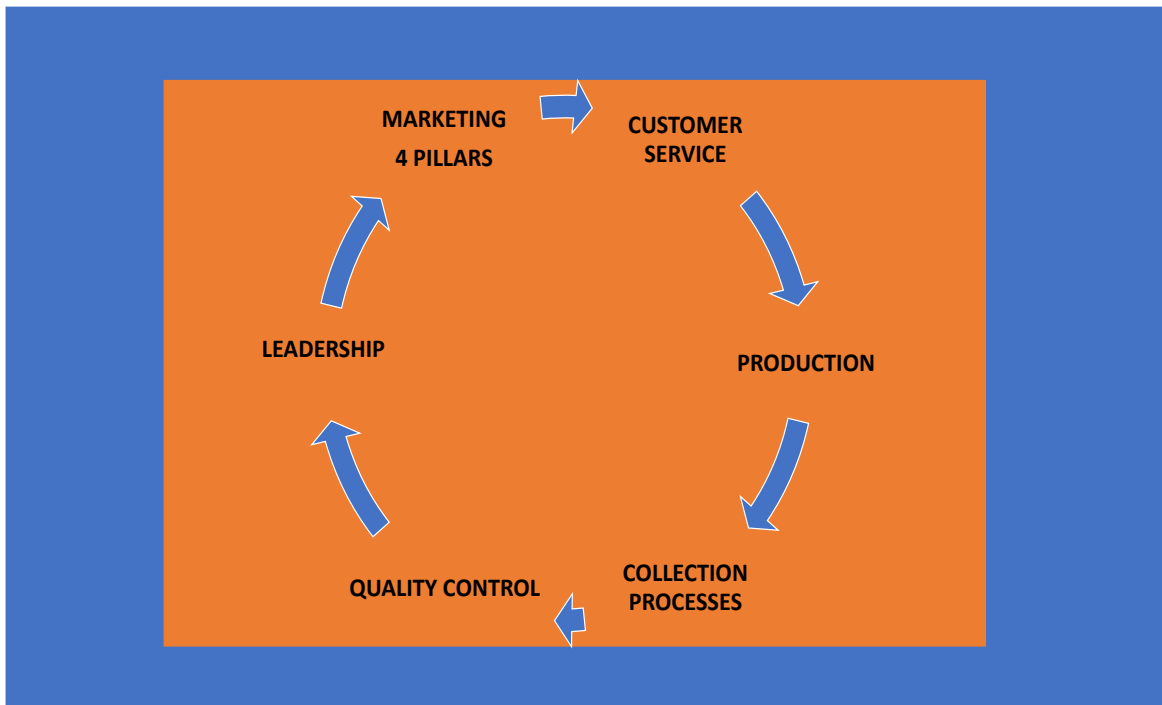 MARKETING
4 PILLARS
CUSTOMER
SERVICE
PRODUCTION
COLLECTION
PROCESSES
QUALITY CONTROL
LEADERSHIP